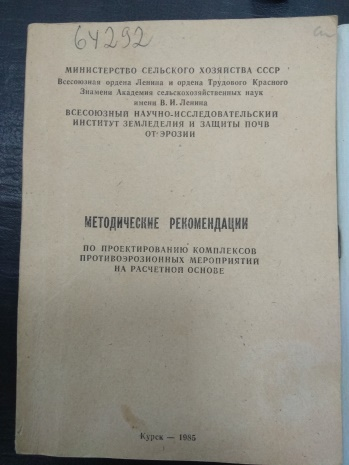 64292
МИНИСТЕРСТВО СЕЛЬСКОГО ХОЗЯЙСТВА СССР
Всесоюзная ордена Ленина и ордена Трудового Красного
Знамени Академия сельскохозяйственных наук
имени В. И. Ленина
ВСЕСОЮЗНЫЙ НАУЧНО-ИССЛЕДОВАТЕЛЬСКИЙ
ИНСТИТУТ ЗЕМЛЕДЕЛИЯ И ЗАЩИТЫ ПОЧВ
ОТ ЭРОЗИИ
МЕТОДИЧЕСКИЕ РЕКОМЕНДАЦИИ
ПО ПРОЕКТИРОВАНИЮ КОМПЛЕКСОВ
ПРОТИВОЭРОЗИОННЫХ МЕРОПРИЯТИЙ
НА РАСЧЕТНОЙ ОСНОВЕ
Курск — 1985